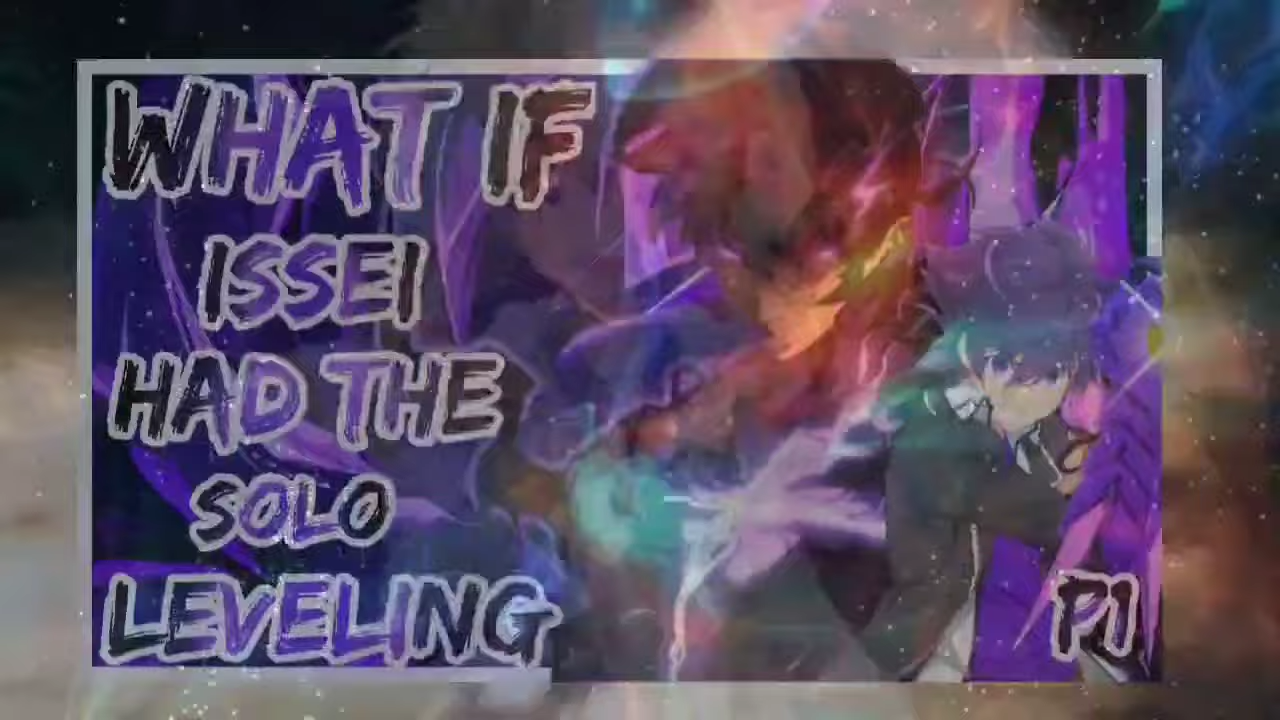 WHAT IF
ISSEI
HAD THE
SOLO
LEVELING
P1